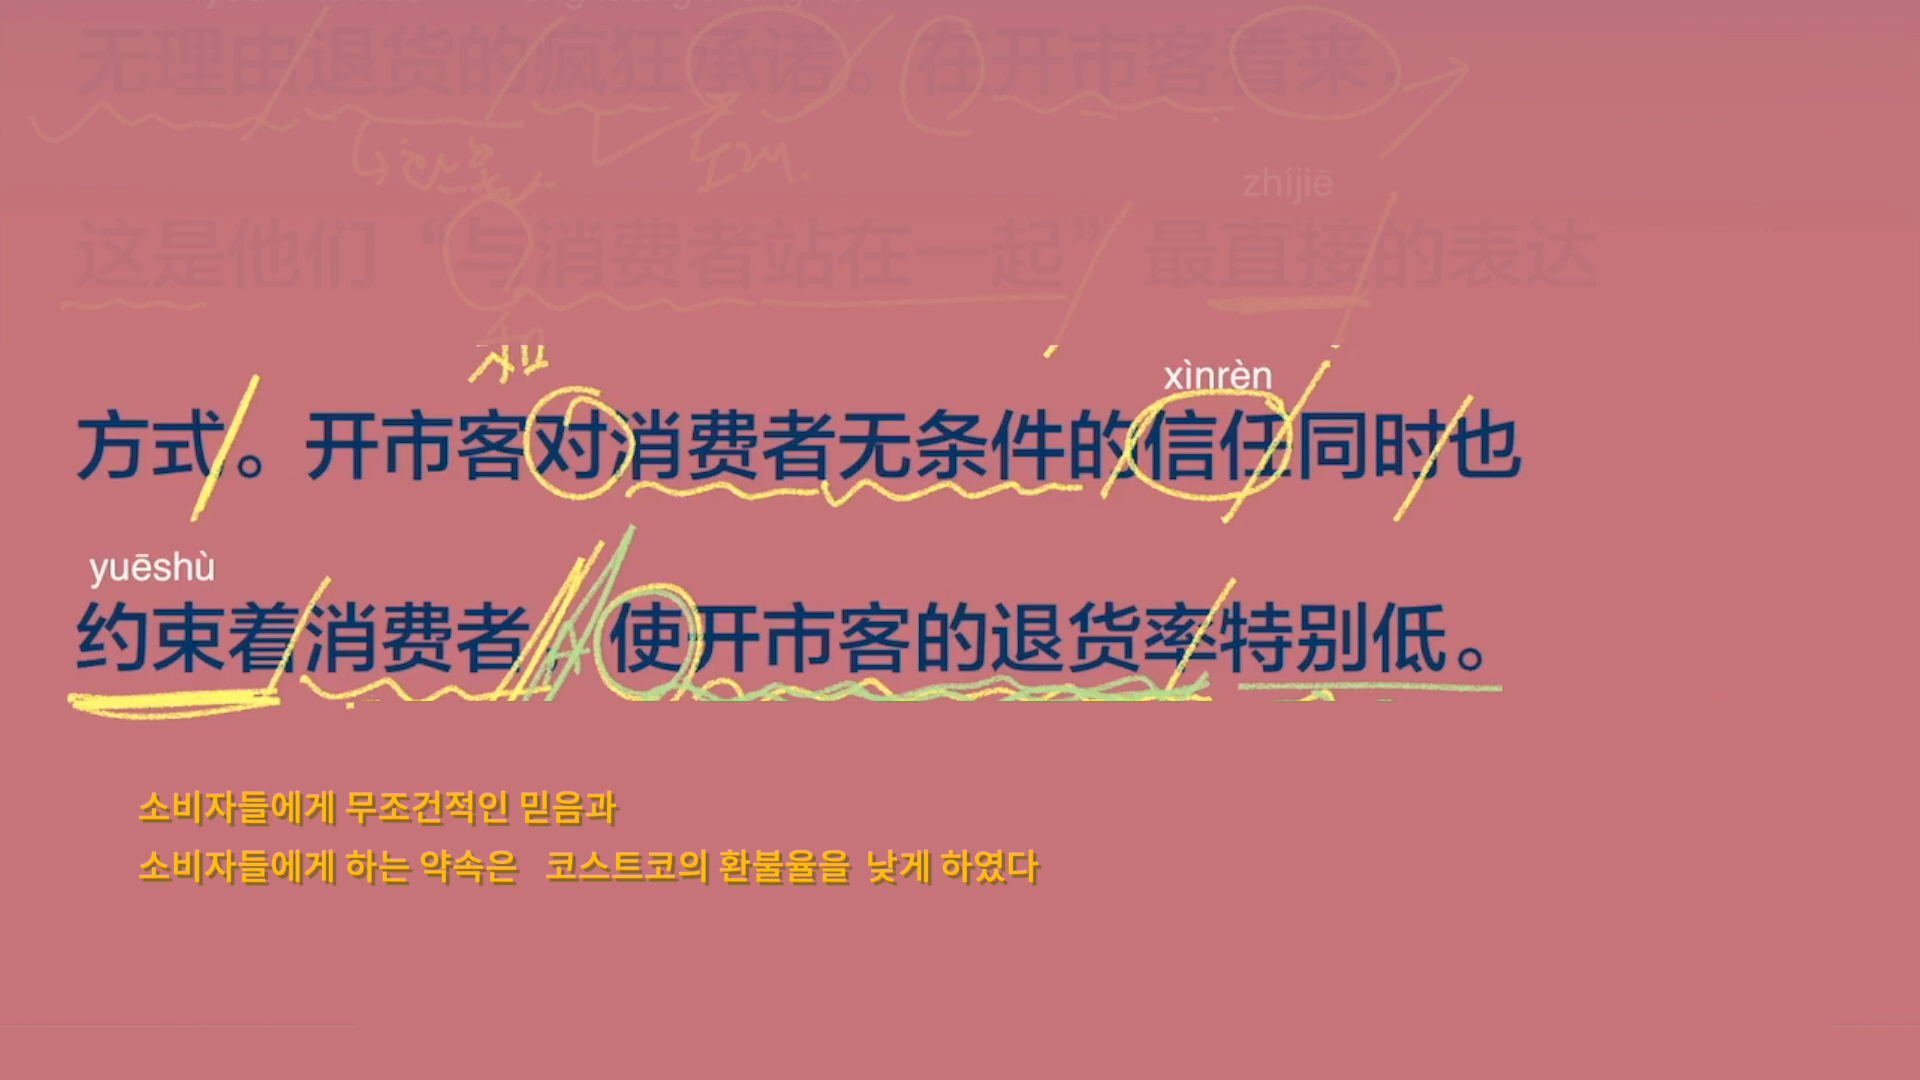 无理由退货的疯狂承诺。在开市客看来，
zhíjiē
这是他们“与消费者站在一起”最直接的表达
xìnrèn
方式。开市客对消费者无条件的信任同时也
yuēshù
约束着消费者，使开市客的退货率特别低。
소비자들에게 무조건적인 믿음과
소비자들에게 하는 약속은 코스트코의 환불율을 낮게 하였다